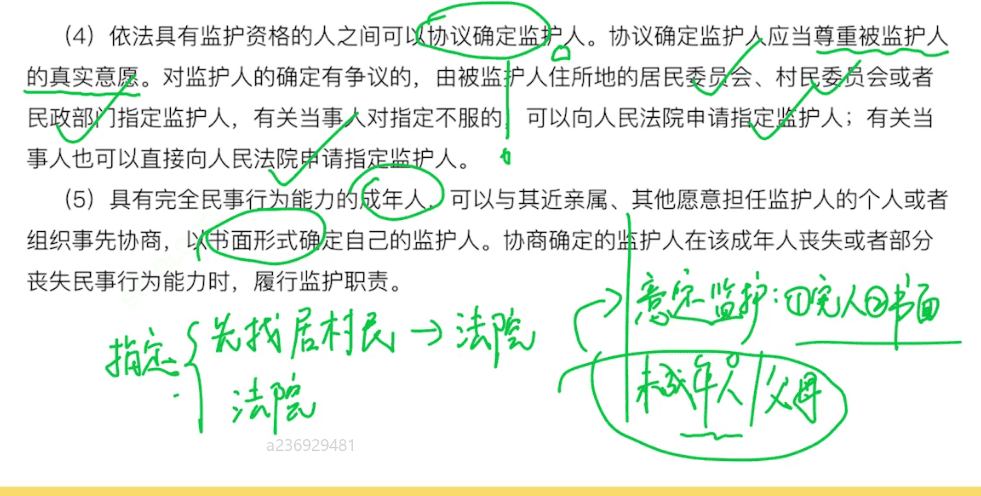 (4）依法具有监护资格的人之间可以协议确定监护人。协议确定监护人应当尊重被监护人
的真实意愿。对监护人的确定有争议的，由被监护人住所地的居民委员会、村民委员会或者
民政部门指定监护人，有关当事人对指定不服的，可以向人民法院申请指定监护人；有关当
事人也可以直接向人民法院申请指定监护人。
(5）具有完全民事行为能力的成年人，可以与其近亲属、其他愿意担任监护人的个人或者
组织事先协商，以书面形式确定自己的监护人。协商确定的监护人在该成年人丧失或者部分
丧失民事行为能力时，履行监护职责。
指定 先找居村民→法院
法院
意定监护：①完人②书面
未成年人/父母
a236929481